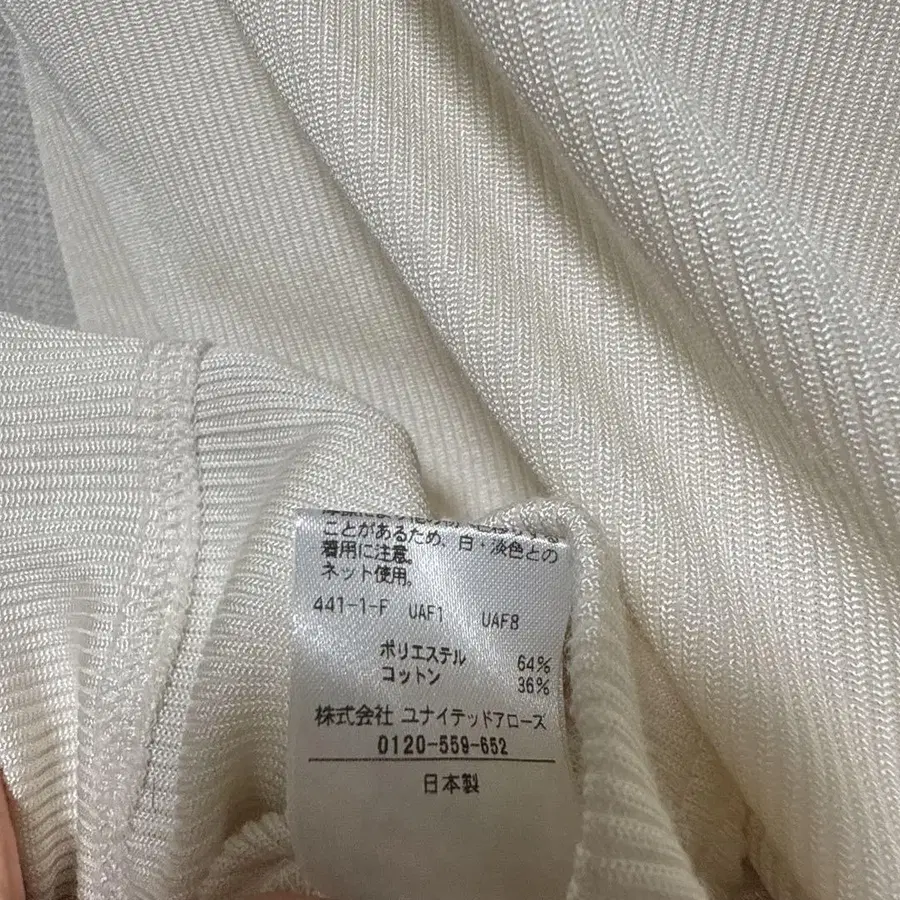 ことがあるため、白・淡色との
着用に注意。
ネット使用。
441-1-F UAF1 UAF8
ポリエステル 64%
コットン 36%
株式会社 ユナイテッドアローズ
0120-559-652
日本製